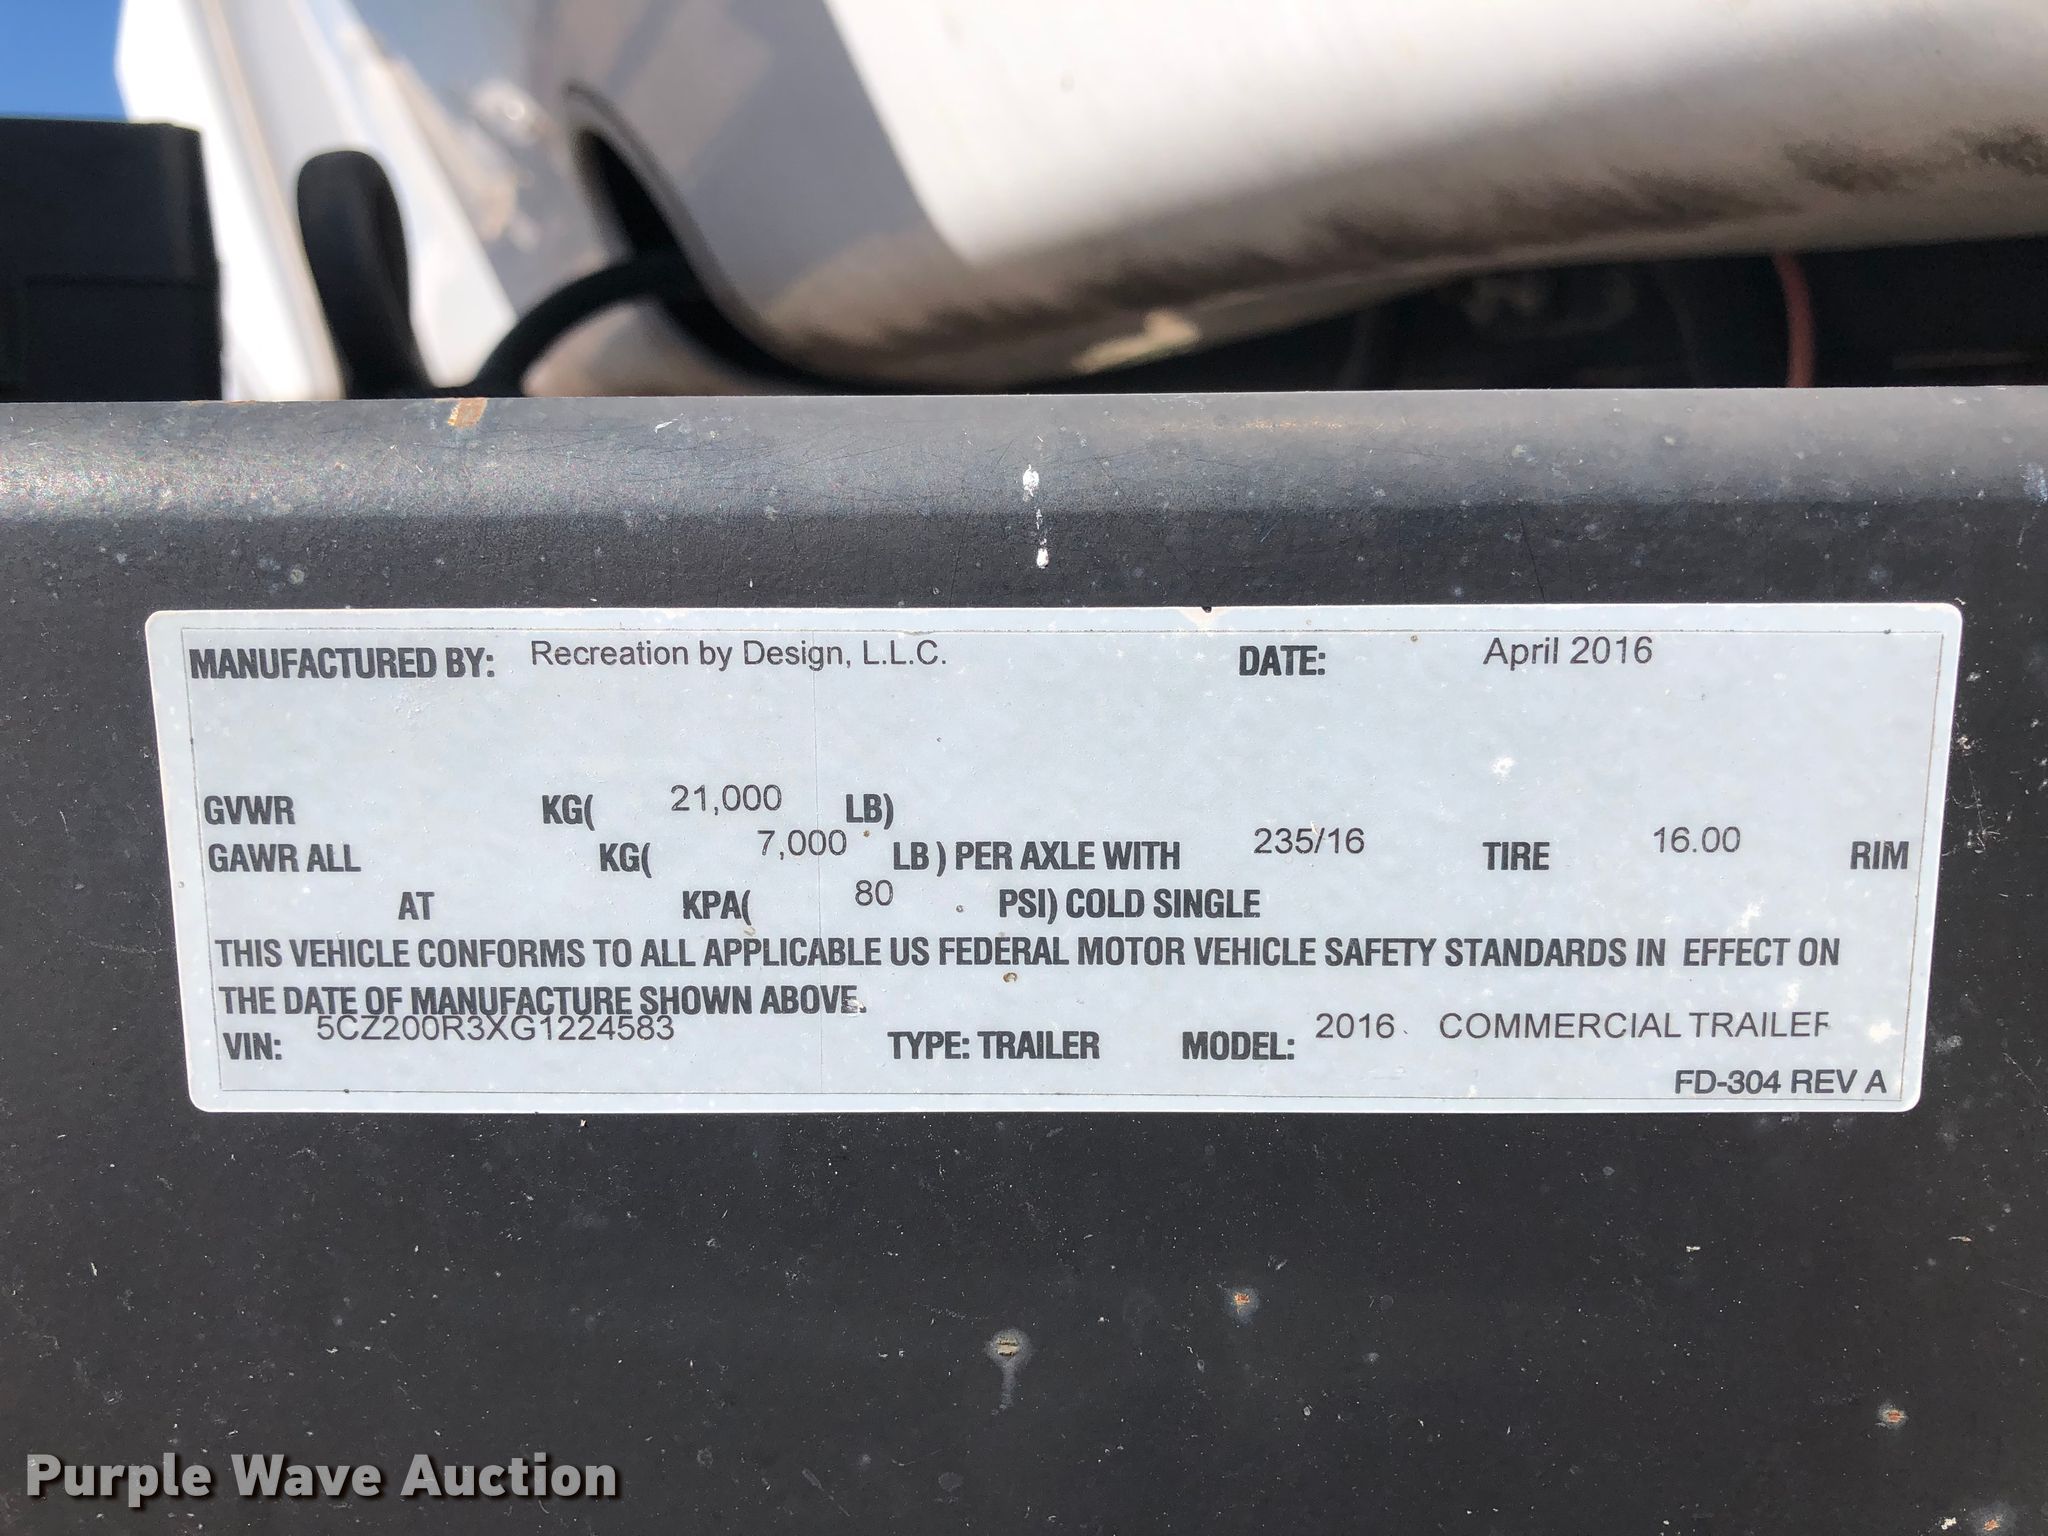 MANUFACTURED BY: Recreation by Design, L.L.C. DATE: April 2016
GVWR KG( 21,000 LB)
GAWR ALL KG( 7,000 LB ) PER AXLE WITH 235/16 TIRE 16.00 RIM
AT KPA( 80 PSI) COLD SINGLE
THIS VEHICLE CONFORMS TO ALL APPLICABLE US FEDERAL MOTOR VEHICLE SAFETY STANDARDS IN EFFECT ON
THE DATE OF MANUFACTURE SHOWN ABOVE.
VIN: 5CZ200R3XG1224583 TYPE: TRAILER MODEL: 2016 COMMERCIAL TRAILER
FD-304 REV A
Purple Wave Auction